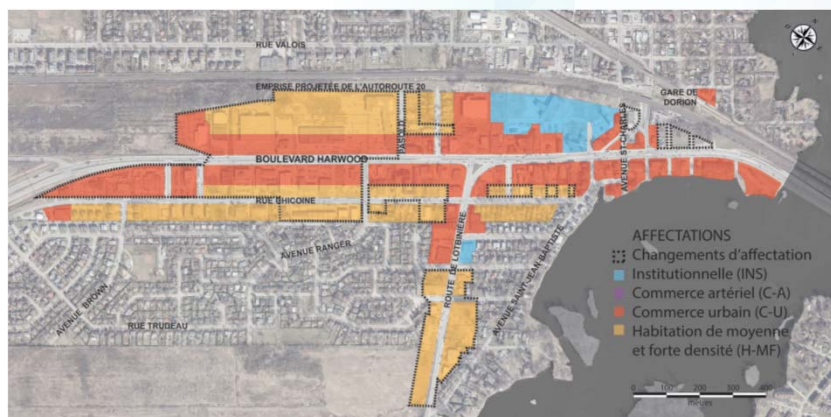 RUE VALOIS
EMPRISE PROJETÉE DE L'AUTOROUTE 20
GARE DE
DORION
PASOLD
AVENUE ST-CHARLES
BOULEVARD HARWOOD
RUE CHICOINE
AVENUE RANGER
ROUTE DE LOTBINIÈRE
AVENUE SAINT-JEAN-BAPTISTE
AVENUE BROWN
RUE TRUDEAU
AFFECTATIONS
Changements d'affectation
Institutionnelle (INS)
Commerce artériel (C-A)
Commerce urbain (C-U)
Habitation de moyenne
et forte densité (H-MF)
0 100 200 300 400
mètres